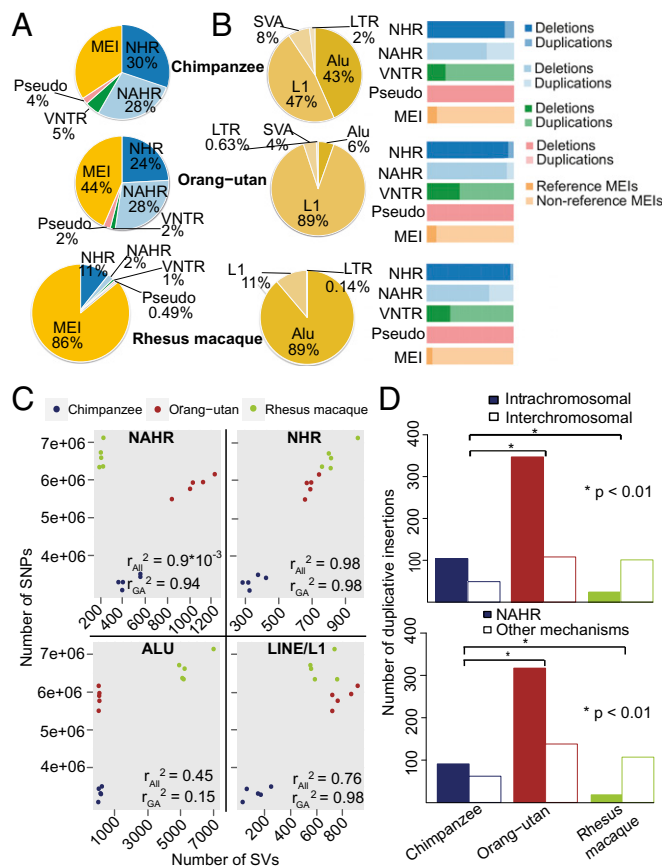 A
MEI
NHR
30%
NAHR
28%
Pseudo
4%
VNTR
5%
Chimpanzee
MEI
44%
NHR
24%
NAHR
28%
Pseudo
2%
VNTR
2%
Orang-utan
NHR
11%
NAHR
2%
VNTR
1%
Pseudo
0.49%
MEI
86%
Rhesus macaque
B
SVA
8%
LTR
2%
Alu
43%
L1
47%
LTR
0.63%
SVA
4%
Alu
6%
L1
89%
L1
11%
LTR
0.14%
Alu
89%
NHR
NAHR
VNTR
Pseudo
MEI
NHR
NAHR
VNTR
Pseudo
MEI
NHR
NAHR
VNTR
Pseudo
MEI
Deletions
Duplications
Deletions
Duplications
Deletions
Duplications
Deletions
Duplications
Reference MEIs
Non-reference MEIs
C
Chimpanzee Orang-utan Rhesus macaque
Number of SNPs
NAHR
7e+06
6e+06
5e+06
4e+06
rAll² = 0.9*10⁻³
rGA² = 0.94
200 400 600 1000 1200
NHR
rAll² = 0.98
rGA² = 0.98
300 500 700 900
ALU
7e+06
6e+06
5e+06
4e+06
rAll² = 0.45
rGA² = 0.15
1000 3000 5000 7000
LINE/L1
rAll² = 0.76
rGA² = 0.98
200 400 600 800
Number of SVs
D
Intrachromosomal
Interchromosomal
*
*
* p < 0.01
400
300
200
100
Number of duplicative insertions
NAHR
Other mechanisms
*
*
* p < 0.01
400
300
200
100
Chimpanzee
Orang-utan
Rhesus
macaque